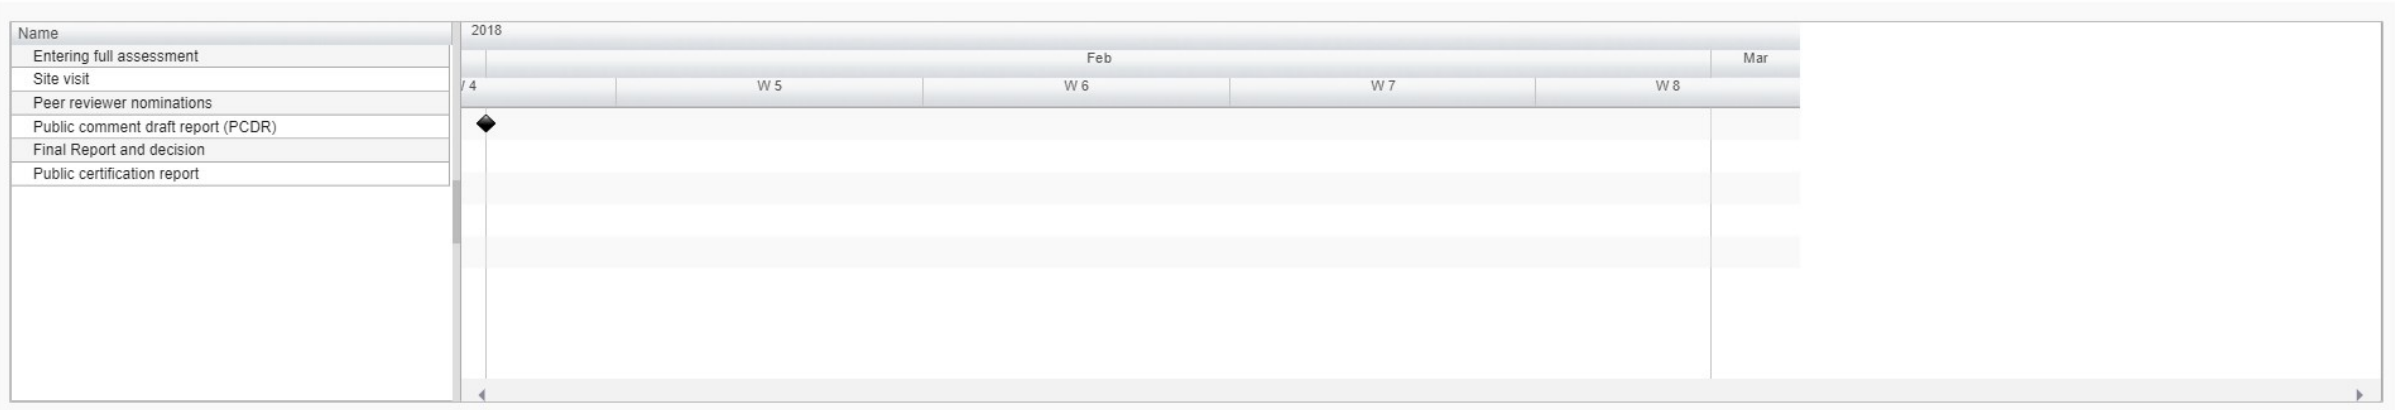 Name
Entering full assessment
Site visit
Peer reviewer nominations
Public comment draft report (PCDR)
Final Report and decision
Public certification report
2018
Feb
Mar
/ 4
W 5
W 6
W 7
W 8